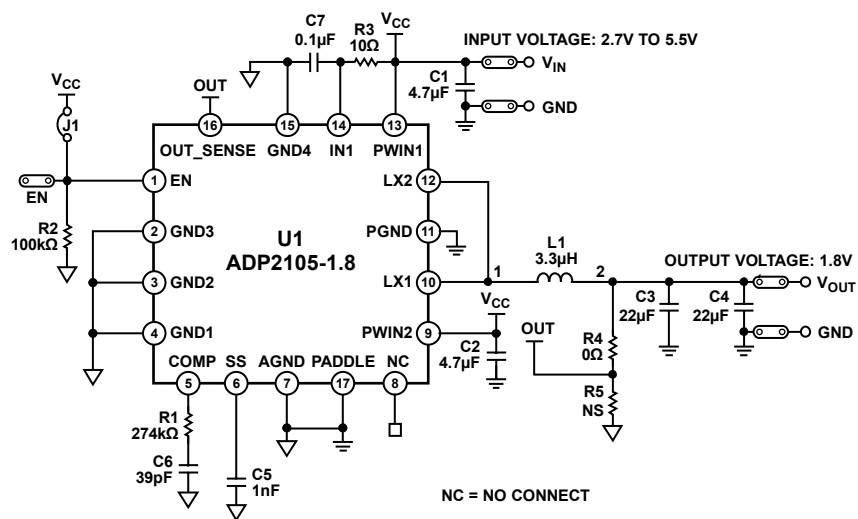 C7
0.1µF
R3
10Ω
VCC
INPUT VOLTAGE: 2.7V TO 5.5V
VIN
C1
4.7µF
GND
VCC
J1
OUT
16
15
14
13
OUT_SENSE
GND4
IN1
PWIN1
EN
1
EN
R2
100kΩ
2
GND3
3
GND2
4
GND1
U1
ADP2105-1.8
LX2
12
PGND
11
LX1
10
PWIN2
9
1
L1
3.3µH
2
OUTPUT VOLTAGE: 1.8V
VOUT
C3
22µF
C4
22µF
GND
VCC
C2
4.7µF
OUT
R4
0Ω
R5
NS
COMP
SS
AGND
PADDLE
NC
5
6
7
17
8
R1
274kΩ
C6
39pF
C5
1nF
NC = NO CONNECT